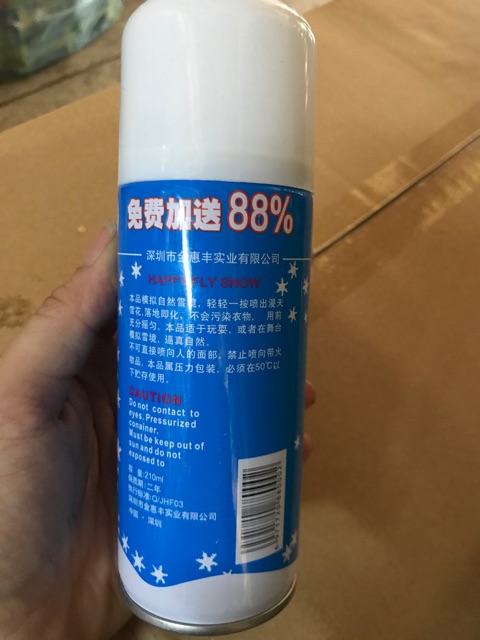 免费加送 88%
深圳市金惠丰实业有限公司
HAPPY FLY SNOW
本品模拟自然雪境, 轻轻一按喷出漫天
雪花, 落地即化, 不会污染衣物, 用前
充分摇匀. 本品适于玩耍, 或者在舞台
模拟雪境, 逼真自然.
不可直接喷向人的面部, 禁止喷向带火
物品. 本品属压力包装, 必须在50℃以
下贮存使用.
CAUTION
Do not contact to
eyes. Pressurized
conainer.
Must be keep out of
sun and do not
exposed to
容 量: 210ml
保质期: 二年
执行标准: Q/JHF03
深圳市金惠丰实业有限公司
中国 · 深圳